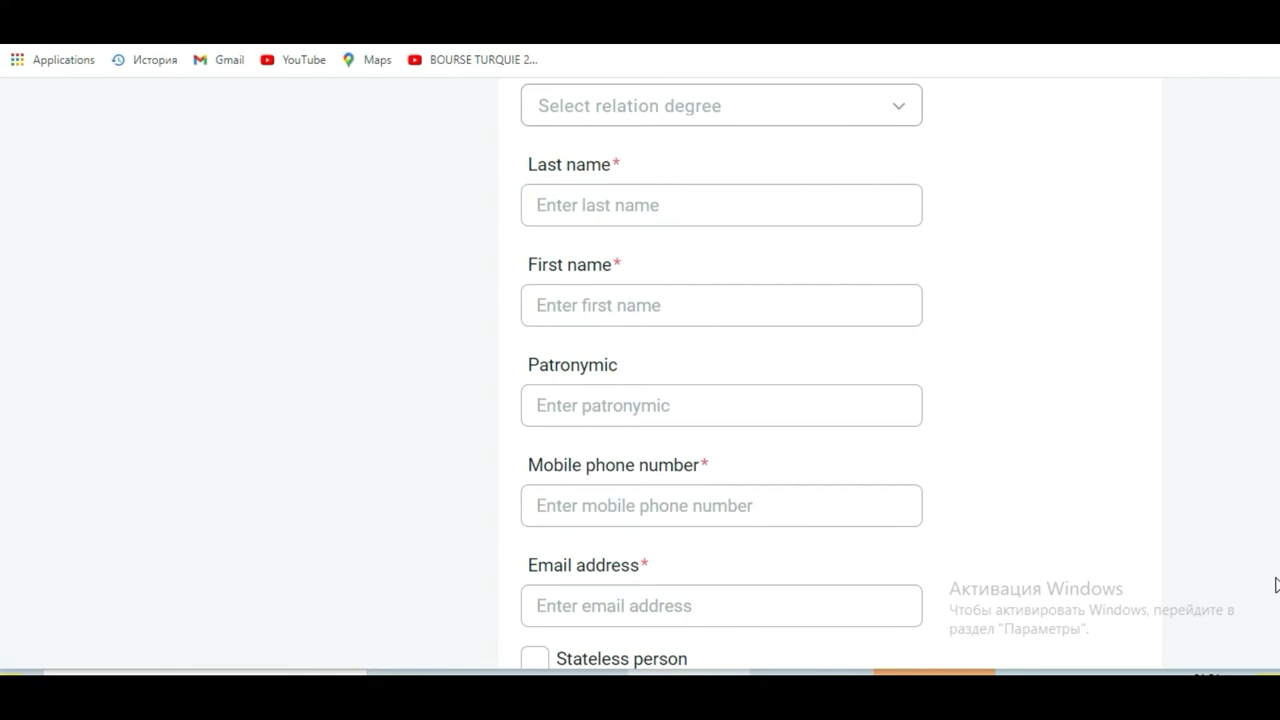 Applications История Gmail YouTube Maps BOURSE TURQUIE 2...
Select relation degree
Last name*
Enter last name
First name*
Enter first name
Patronymic
Enter patronymic
Mobile phone number*
Enter mobile phone number
Email address*
Enter email address
Активация Windows
Чтобы активировать Windows, перейдите в
раздел "Параметры".
Stateless person